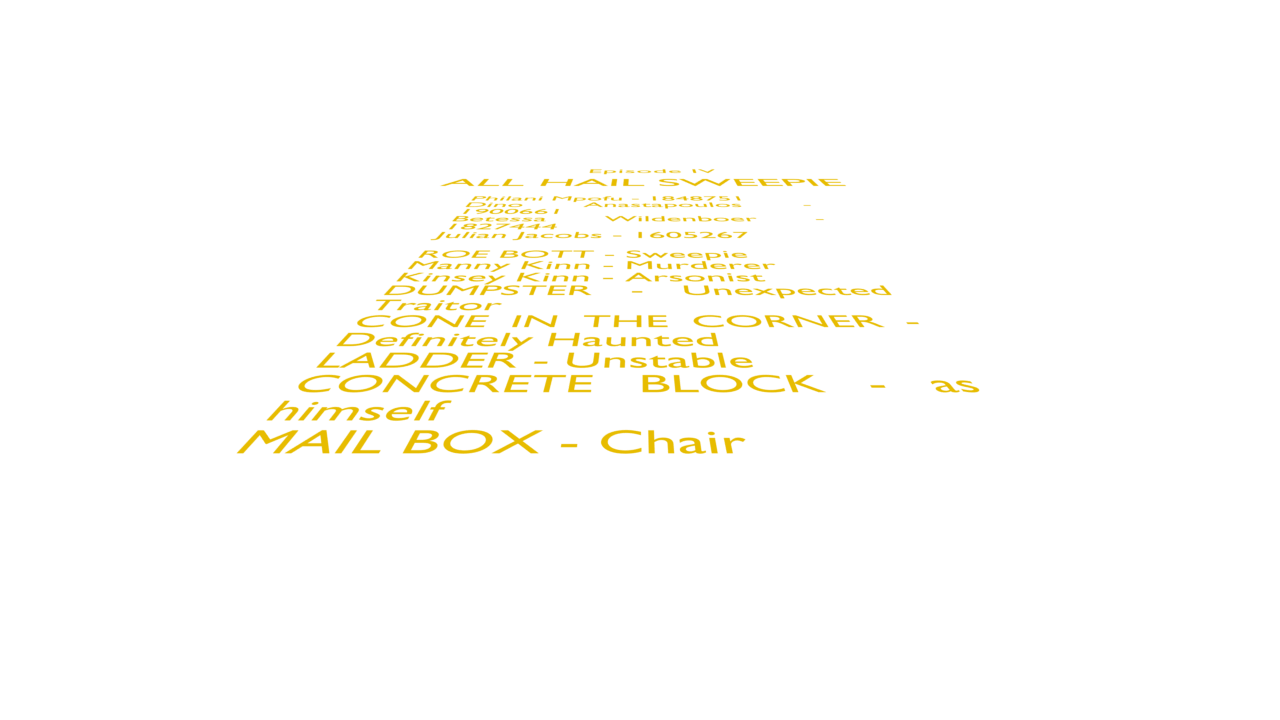 Episode IV
ALL HAIL SWEEPIE
Philani Mpofu - 1848751
Dino Anastapoulos -
1900661
Betessa Wildenboer -
1827444
Julian Jacobs - 1605267
ROE BOTT - Sweepie
Manny Kinn - Murderer
Kinsey Kinn - Arsonist
DUMPSTER - Unexpected
Traitor
CONE IN THE CORNER -
Definitely Haunted
LADDER - Unstable
CONCRETE BLOCK - as
himself
MAIL BOX - Chair